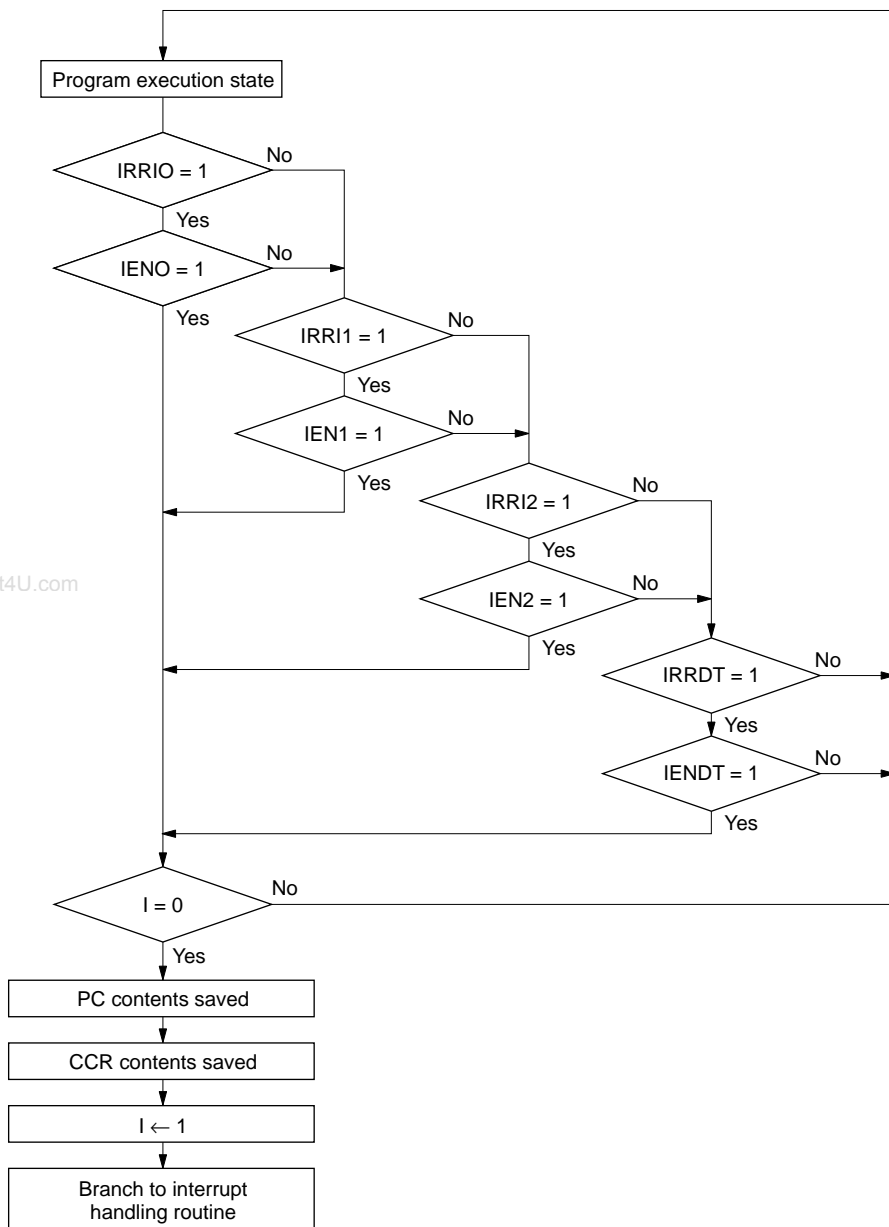 Program execution state
IRRIO = 1
No
Yes
IENO = 1
No
Yes
IRRI1 = 1
No
Yes
IEN1 = 1
No
Yes
IRRI2 = 1
No
Yes
t4U.com
IEN2 = 1
No
Yes
IRRDT = 1
No
Yes
IENDT = 1
No
Yes
I = 0
No
Yes
PC contents saved
CCR contents saved
I ← 1
Branch to interrupt
handling routine